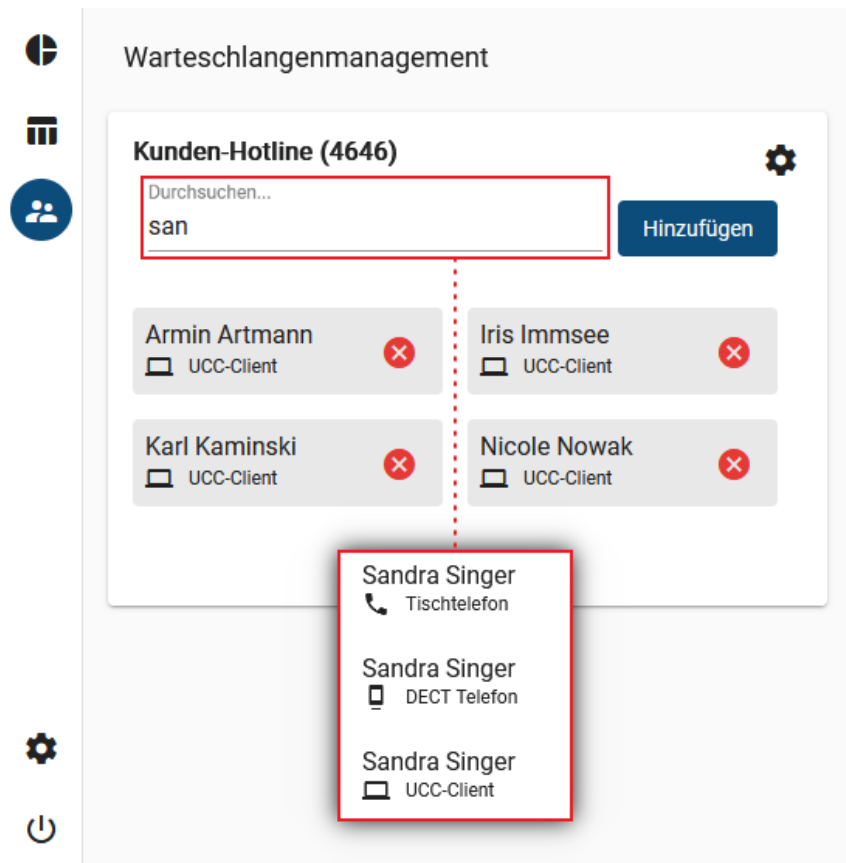 Warteschlangenmanagement
Kunden-Hotline (4646)
Durchsuchen...
san
Hinzufügen
Armin Artmann
UCC-Client
Iris Immsee
UCC-Client
Karl Kaminski
UCC-Client
Nicole Nowak
UCC-Client
Sandra Singer
Tischtelefon
Sandra Singer
DECT Telefon
Sandra Singer
UCC-Client